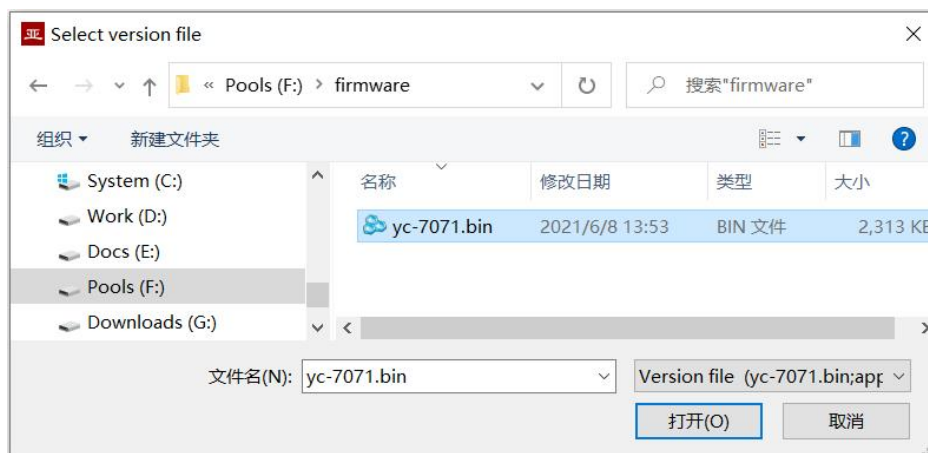 亚 Select version file
« Pools (F:) › firmware
搜索"firmware"
组织
新建文件夹
System (C:)
Work (D:)
Docs (E:)
Pools (F:)
Downloads (G:)
名称 修改日期 类型 大小
yc-7071.bin 2021/6/8 13:53 BIN 文件 2,313 KB
文件名(N): yc-7071.bin
Version file (yc-7071.bin;app
打开(O) 取消